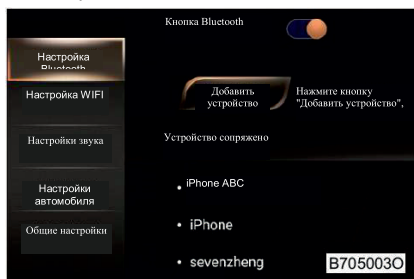 Кнопка Bluetooth
Настройка
Bluetooth
Настройка WIFI
Добавить
устройство
Нажмите кнопку
"Добавить устройство",
Настройки звука
Устройство сопряжено
Настройки
автомобиля
• iPhone ABC
Общие настройки
• iPhone
• sevenzheng
B705003O